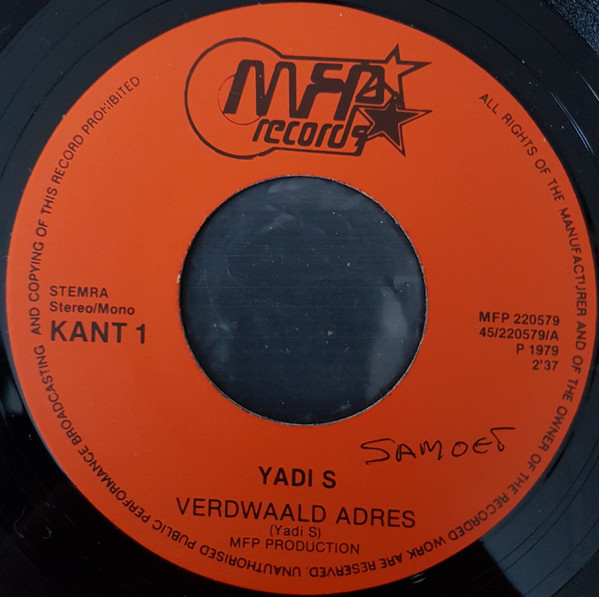 MFP
records
STEMRA
Stereo/Mono
KANT 1
MFP 220579
45/220579/A
P 1979
2'37
SAMOET
YADI S
VERDWAALD ADRES
(Yadi S)
MFP PRODUCTION
ALL RIGHTS OF THE MANUFACTURER AND OF THE OWNER OF THE RECORDED WORK ARE RESERVED. UNAUTHORISED PUBLIC PERFORMANCE BROADCASTING AND COPYING OF THIS RECORD PROHIBITED